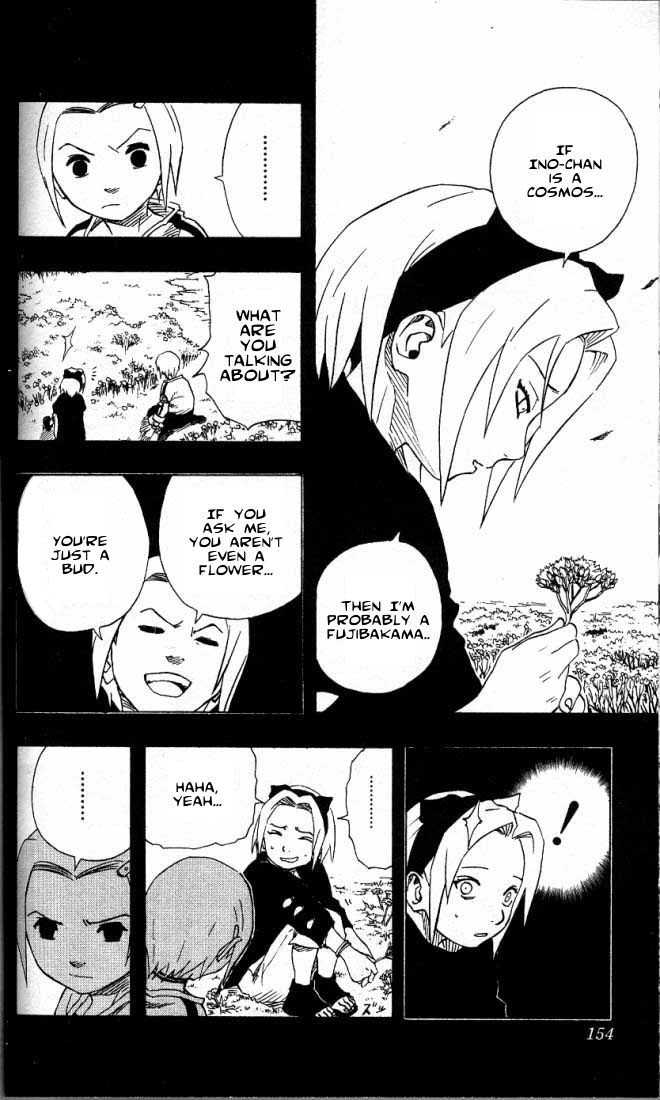 IF
INO-CHAN
IS A
COSMOS...
THEN I'M
PROBABLY A
FUJIBAKAMA..
.........
WHAT
ARE
YOU
TALKING
ABOUT?
IF YOU
ASK ME,
YOU AREN'T
EVEN A
FLOWER...
YOU'RE
JUST A
BUD.
!
.........
HAHA,
YEAH...
.........
154